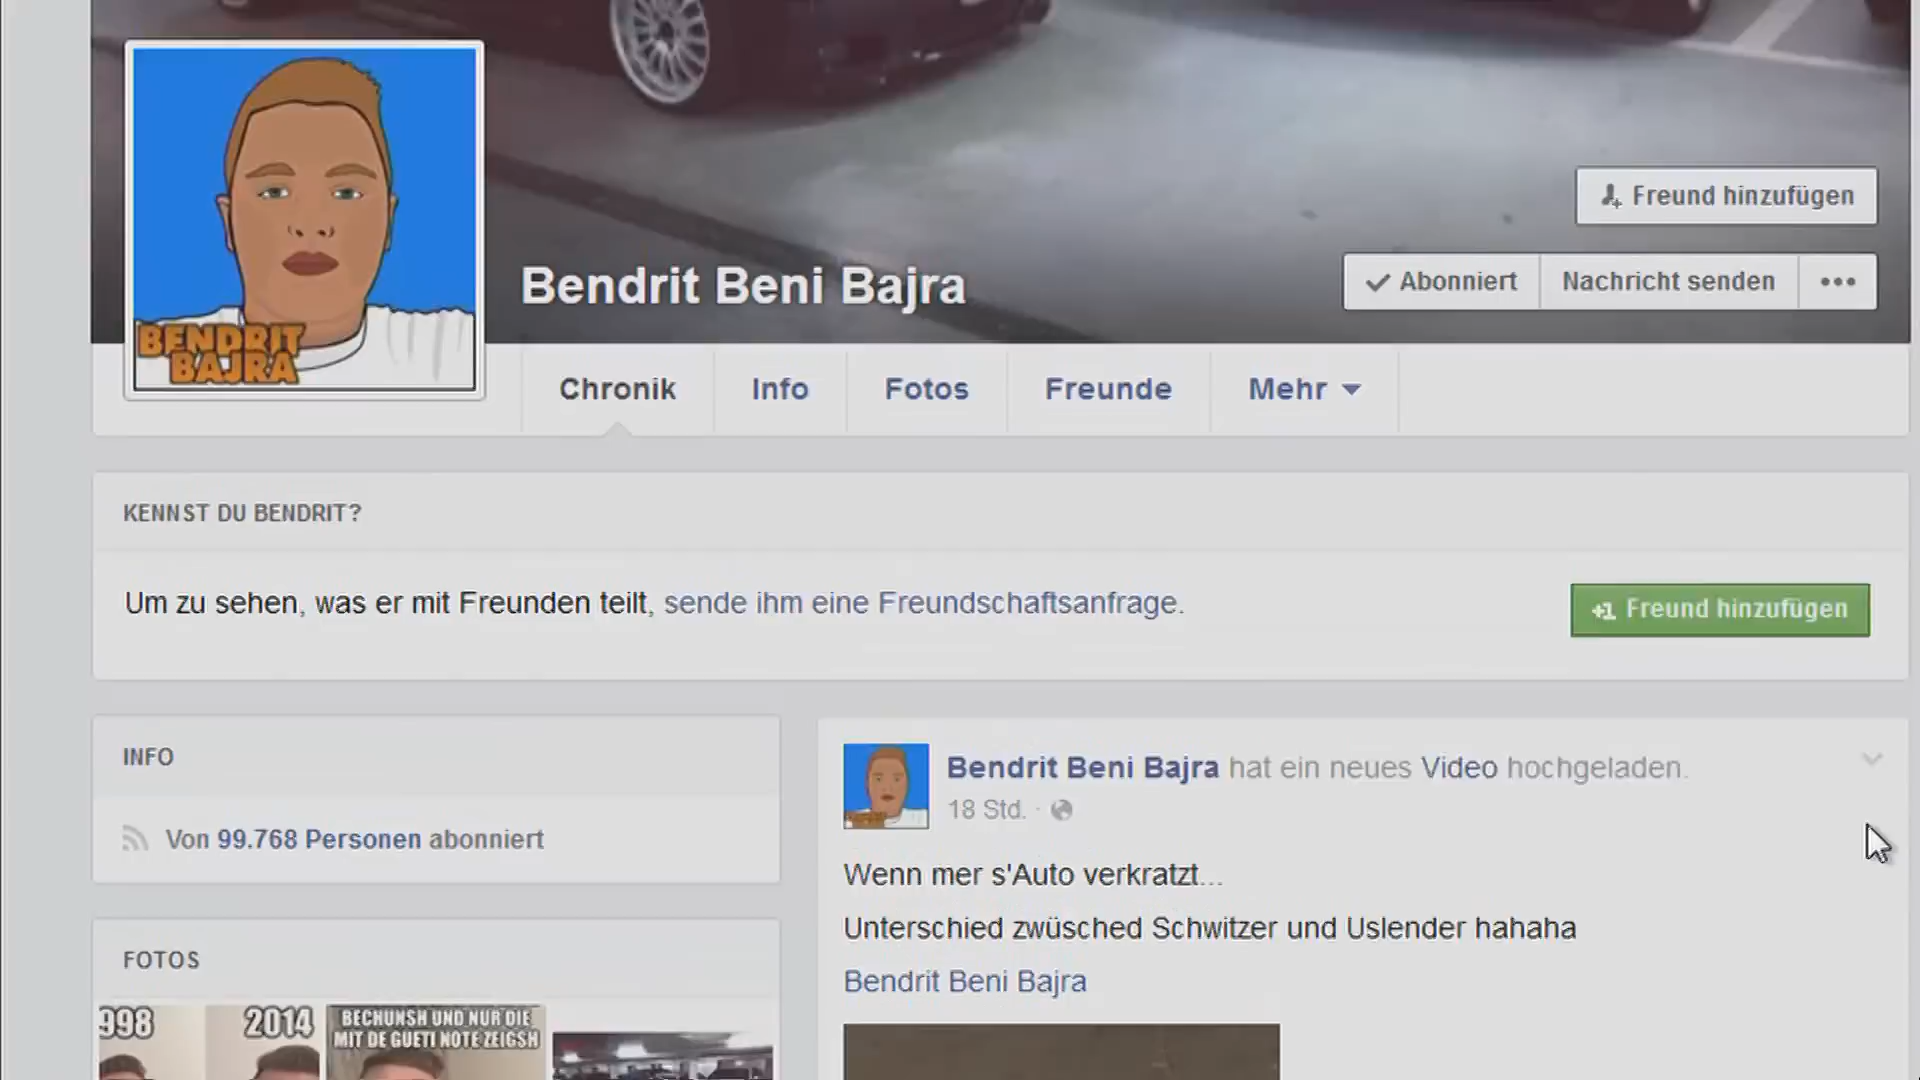 Freund hinzufügen
Bendrit Beni Bajra
Abonniert Nachricht senden
BENDRIT
BAJRA
Chronik Info Fotos Freunde Mehr
KENNST DU BENDRIT?
Um zu sehen, was er mit Freunden teilt, sende ihm eine Freundschaftsanfrage.
+1 Freund hinzufügen
INFO
Von 99.768 Personen abonniert
FOTOS
998 2014
BECHUNSH UND NUR DIE
MIT DE GUETI NOTE ZEIGSH
Bendrit Beni Bajra hat ein neues Video hochgeladen.
18 Std. ·
Wenn mer s'Auto verkratzt...
Unterschied zwüsched Schwitzer und Uslender hahaha
Bendrit Beni Bajra